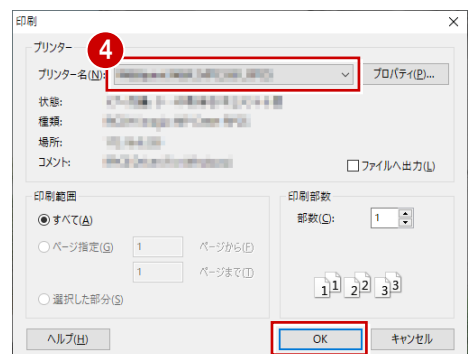 印刷
プリンター
4
プリンター名(N):
プロパティ(P)...
状態:
種類:
場所:
コメント:
ファイルへ出力(L)
印刷範囲
すべて(A)
ページ指定(G) 1 ページから(F)
1 ページまで(T)
選択した部分(S)
印刷部数
部数(C): 1
1 1 2 2 3 3
ヘルプ(H)
OK
キャンセル